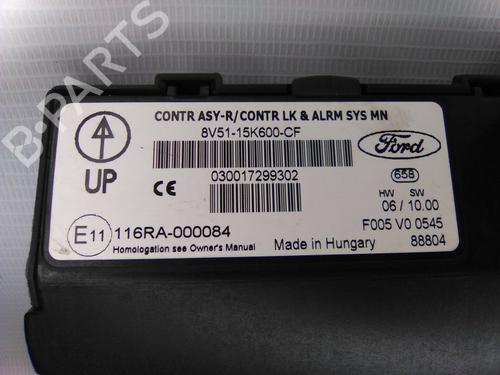 CONTR ASY-R/CONTR LK & ALRM SYS MN
8V51-15K600-CF
Ford
UP
CE
030017299302
658
HW SW
06 / 10.00
E11 116RA-000084
F005 V0 0545
Homologation see Owner's Manual
Made in Hungary
88804
B-PARTS